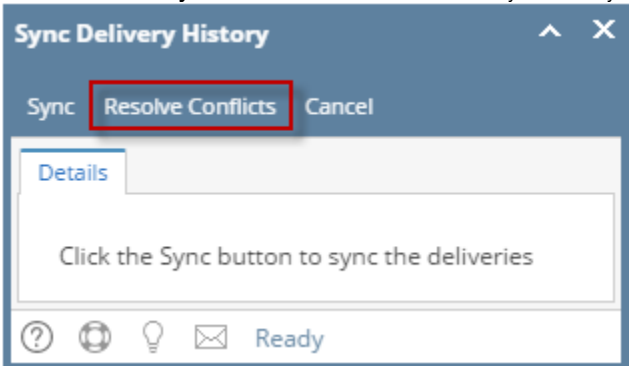 Sync Delivery History
Sync Resolve Conflicts Cancel
Details
Click the Sync button to sync the deliveries
Ready